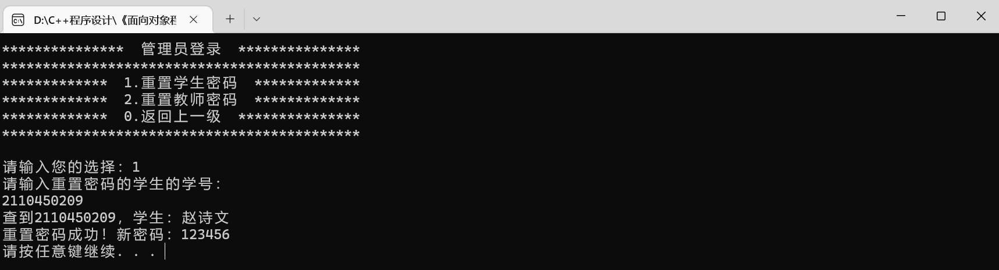 D:\C++程序设计\《面向对象程
***************  管理员登录  ***************
********************************************
*************  1.重置学生密码  *************
*************  2.重置教师密码  *************
*************  0.返回上一级  ***************
********************************************
请输入您的选择：1
请输入重置密码的学生的学号：
2110450209
查到2110450209，学生：赵诗文
重置密码成功！新密码：123456
请按任意键继续. . .